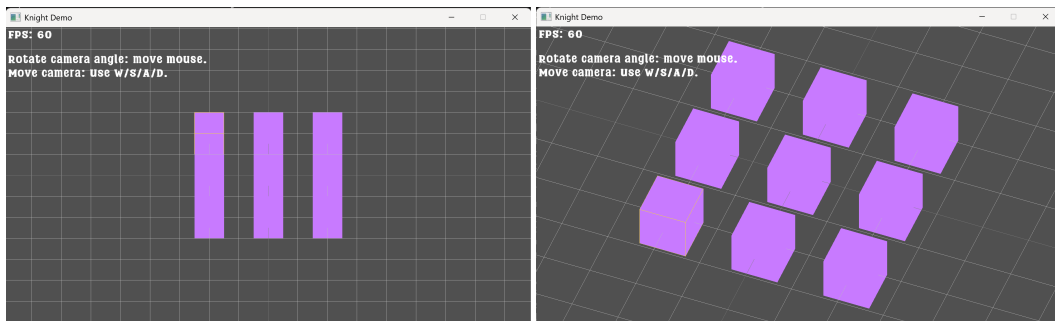 Knight Demo
FPS: 60
Rotate camera angle: move mouse.
Move camera: use W/S/A/D.
Knight Demo
FPS: 60
Rotate camera angle: move mouse.
Move camera: use W/S/A/D.